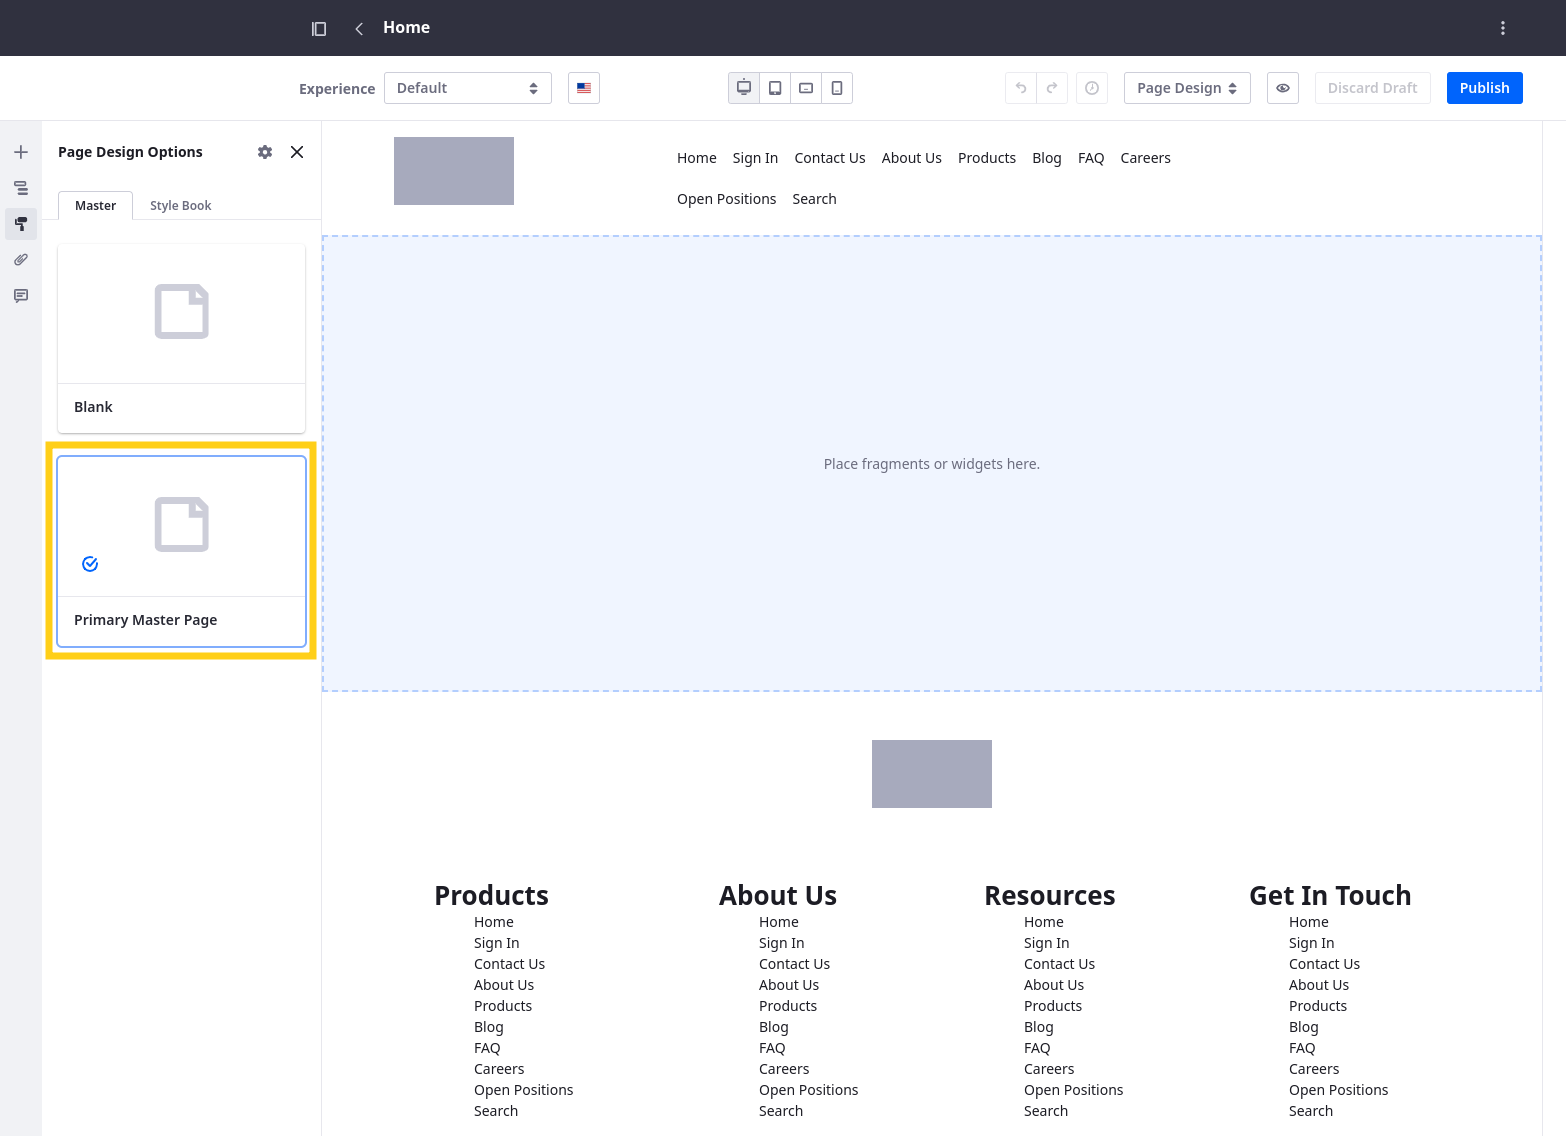 Home
Experience Default Page Design Discard Draft Publish
Page Design Options
Master Style Book
Blank
Primary Master Page
Home Sign In Contact Us About Us Products Blog FAQ Careers
Open Positions Search
Place fragments or widgets here.
Products About Us Resources Get In Touch
Home Home Home Home
Sign In Sign In Sign In Sign In
Contact Us Contact Us Contact Us Contact Us
About Us About Us About Us About Us
Products Products Products Products
Blog Blog Blog Blog
FAQ FAQ FAQ FAQ
Careers Careers Careers Careers
Open Positions Open Positions Open Positions Open Positions
Search Search Search Search